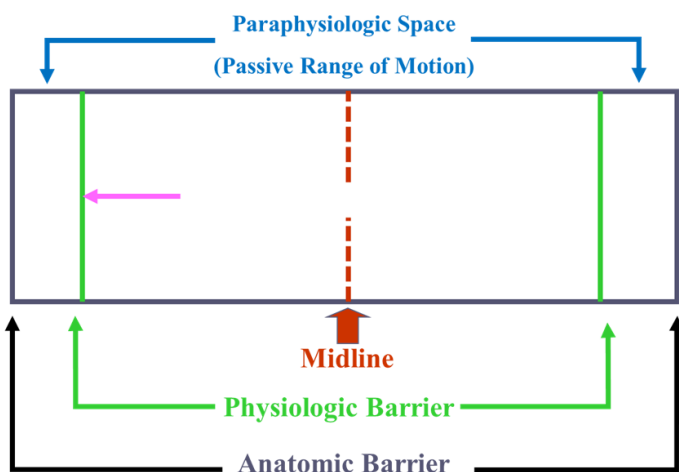 Paraphysiologic Space
(Passive Range of Motion)
Midline
Physiologic Barrier
Anatomic Barrier